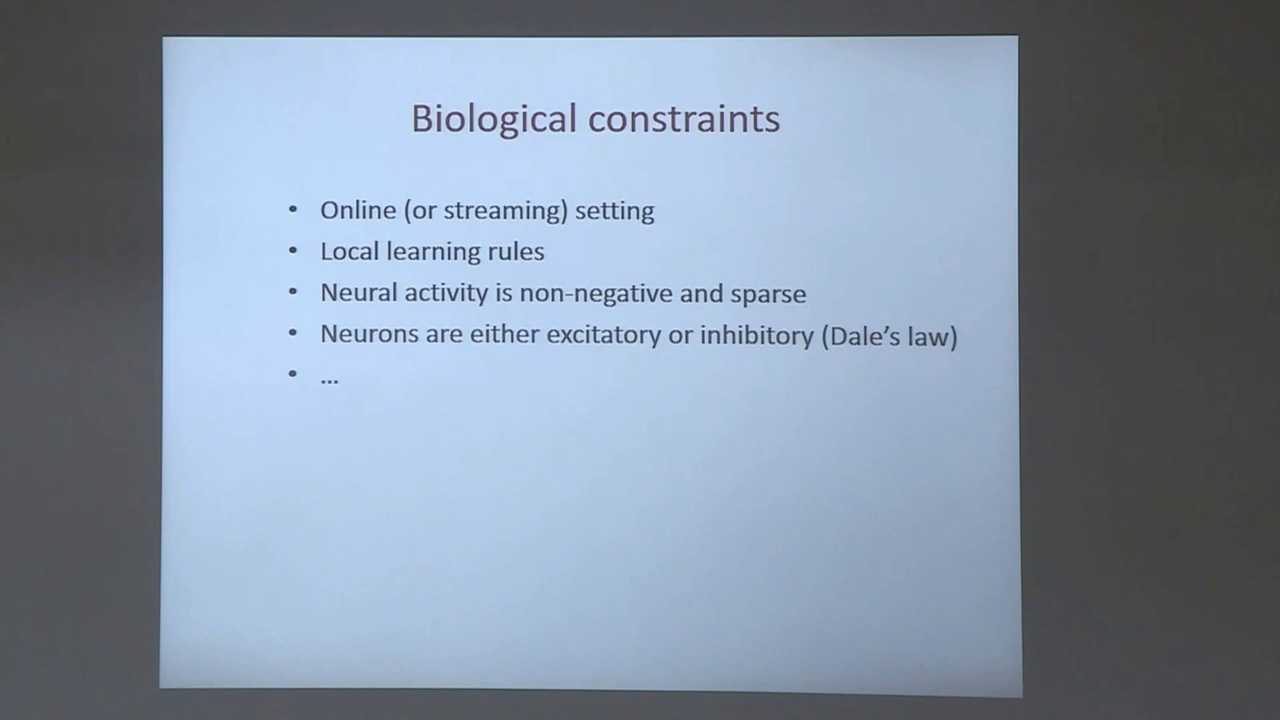 Biological constraints
• Online (or streaming) setting
• Local learning rules
• Neural activity is non-negative and sparse
• Neurons are either excitatory or inhibitory (Dale’s law)
• ...